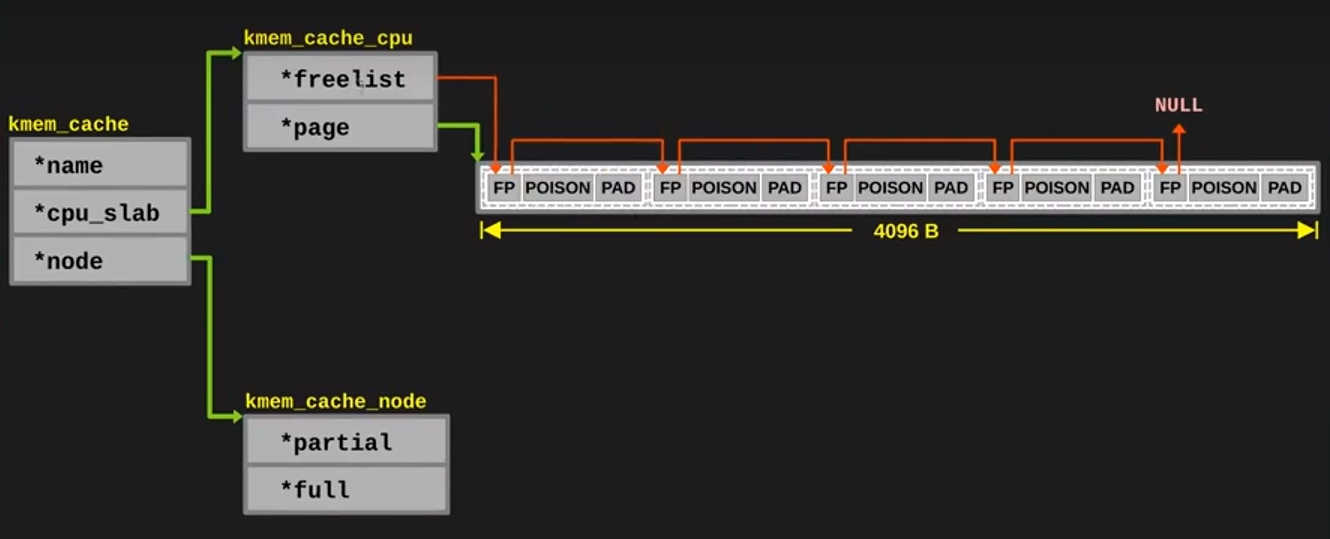 kmem_cache_cpu
*freelist
*page
kmem_cache
*name
*cpu_slab
*node
NULL
FP POISON PAD FP POISON PAD FP POISON PAD FP POISON PAD FP POISON PAD
4096 B
kmem_cache_node
*partial
*full